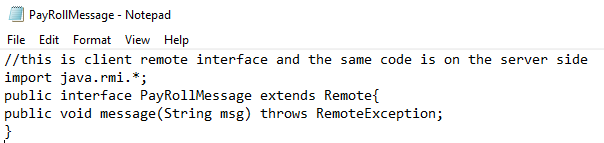 PayRollMessage - Notepad
File Edit Format View Help
//this is client remote interface and the same code is on the server side
import java.rmi.*;
public interface PayRollMessage extends Remote{
public void message(String msg) throws RemoteException;
}